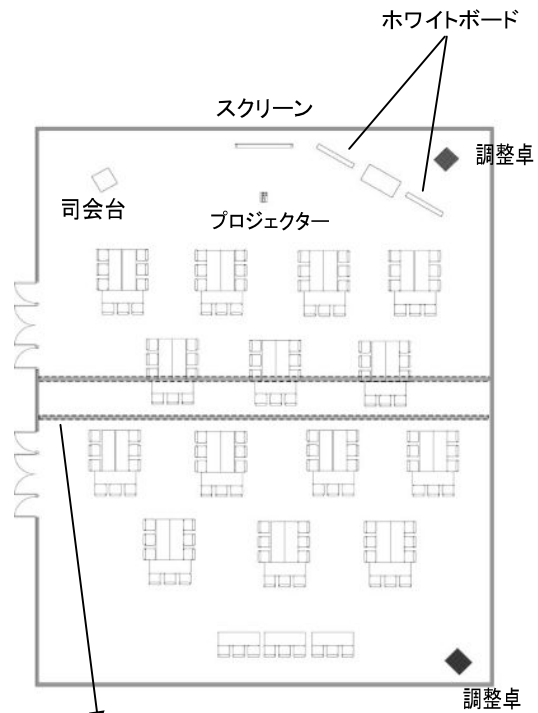 ホワイトボード
スクリーン
調整卓
司会台
プロジェクター
調整卓